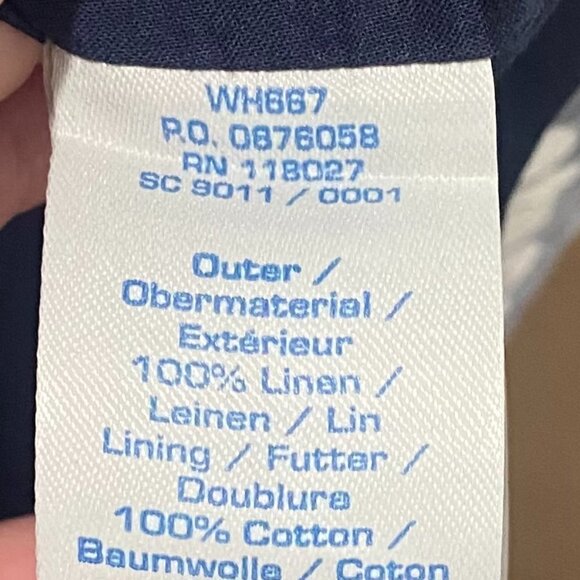 WH667
P.O. 0676058
RN 118027
SC 9011 / 0001
Outer /
Obermaterial /
Extérieur
100% Linen /
Leinen / Lin
Lining / Futter /
Doublure
100% Cotton /
Baumwolle / Coton